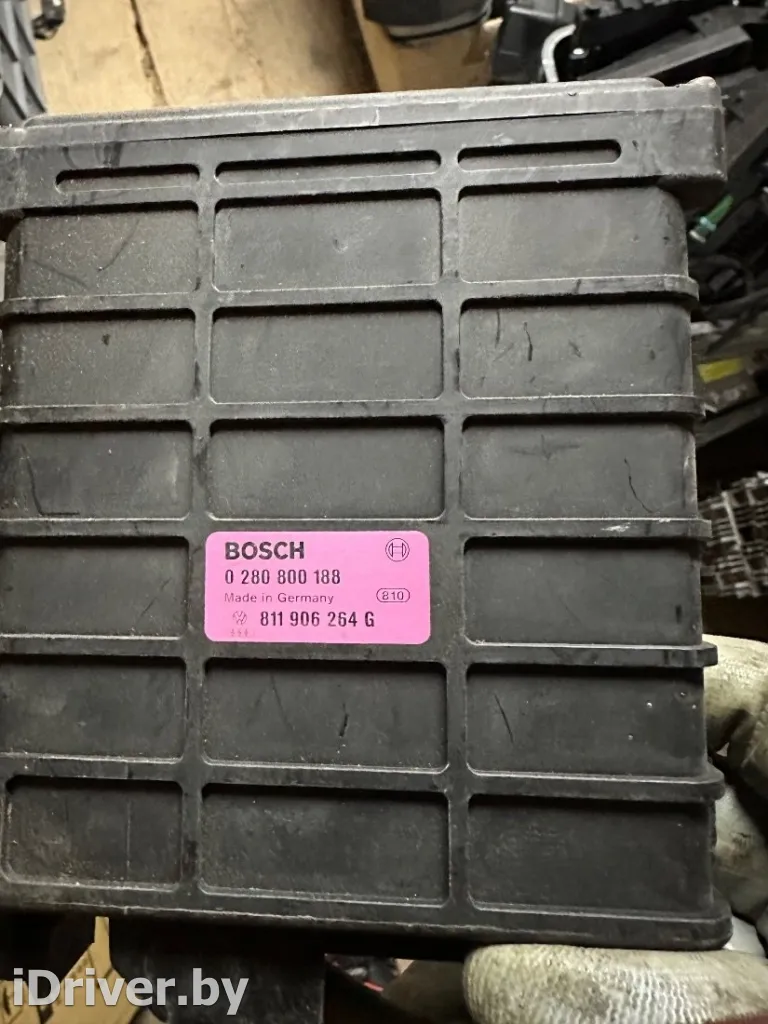 BOSCH
0 280 800 188
Made in Germany 810
811 906 264 G
iDriver.by